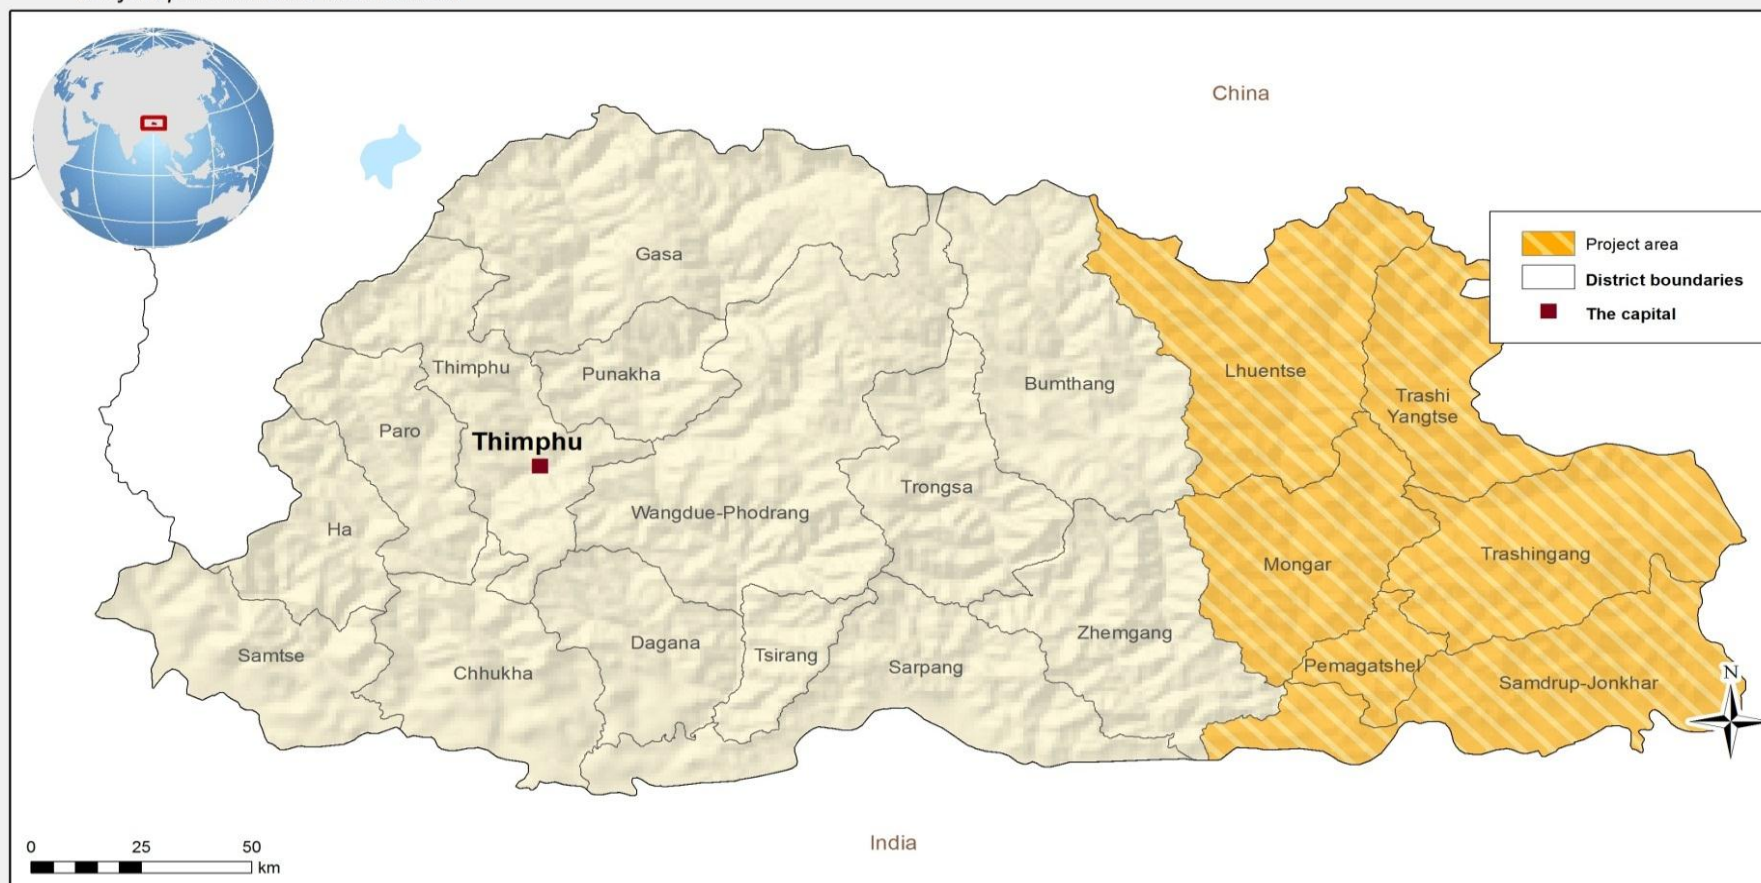 China
Project area
District boundaries
The capital
Gasa
Thimphu
Punakha
Lhuentse
Bumthang
Trashi
Yangtse
Paro
Thimphu
Trongsa
Wangdue-Phodrang
Ha
Trashingang
Mongar
Zhemgang
Dagana
Tsirang
Samtse
Sarpang
Pemagatshel
Chhukha
Samdrup-Jonkhar
N
India
0 25 50
km